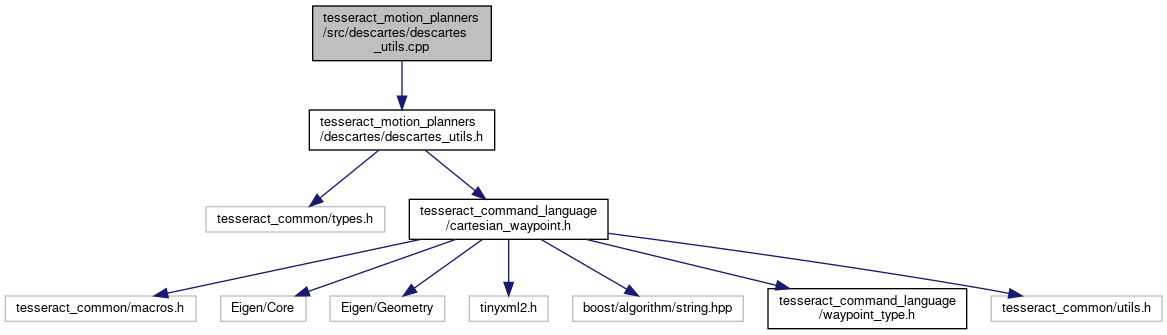 tesseract_motion_planners
/src/descartes/descartes
_utils.cpp
tesseract_motion_planners
/descartes/descartes_utils.h
tesseract_common/types.h
tesseract_command_language
/cartesian_waypoint.h
tesseract_common/macros.h
Eigen/Core
Eigen/Geometry
tinyxml2.h
boost/algorithm/string.hpp
tesseract_command_language
/waypoint_type.h
tesseract_common/utils.h